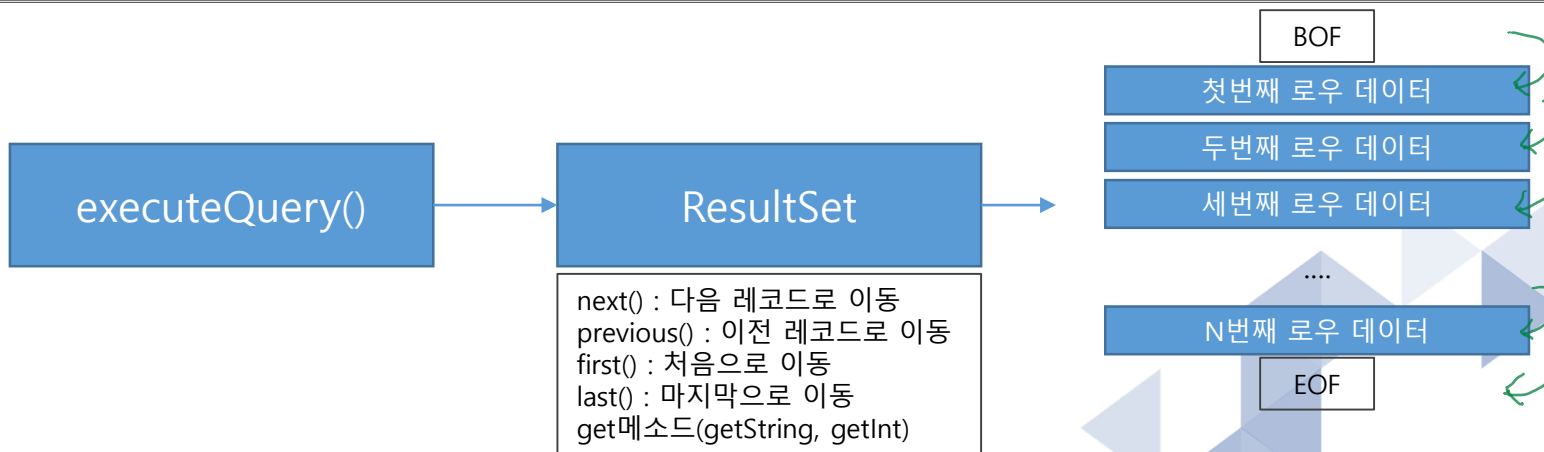 executeQuery()
ResultSet
next() : 다음 레코드로 이동
previous() : 이전 레코드로 이동
first() : 처음으로 이동
last() : 마지막으로 이동
get메소드(getString, getInt)
BOF
첫번째 로우 데이터
두번째 로우 데이터
세번째 로우 데이터
....
N번째 로우 데이터
EOF